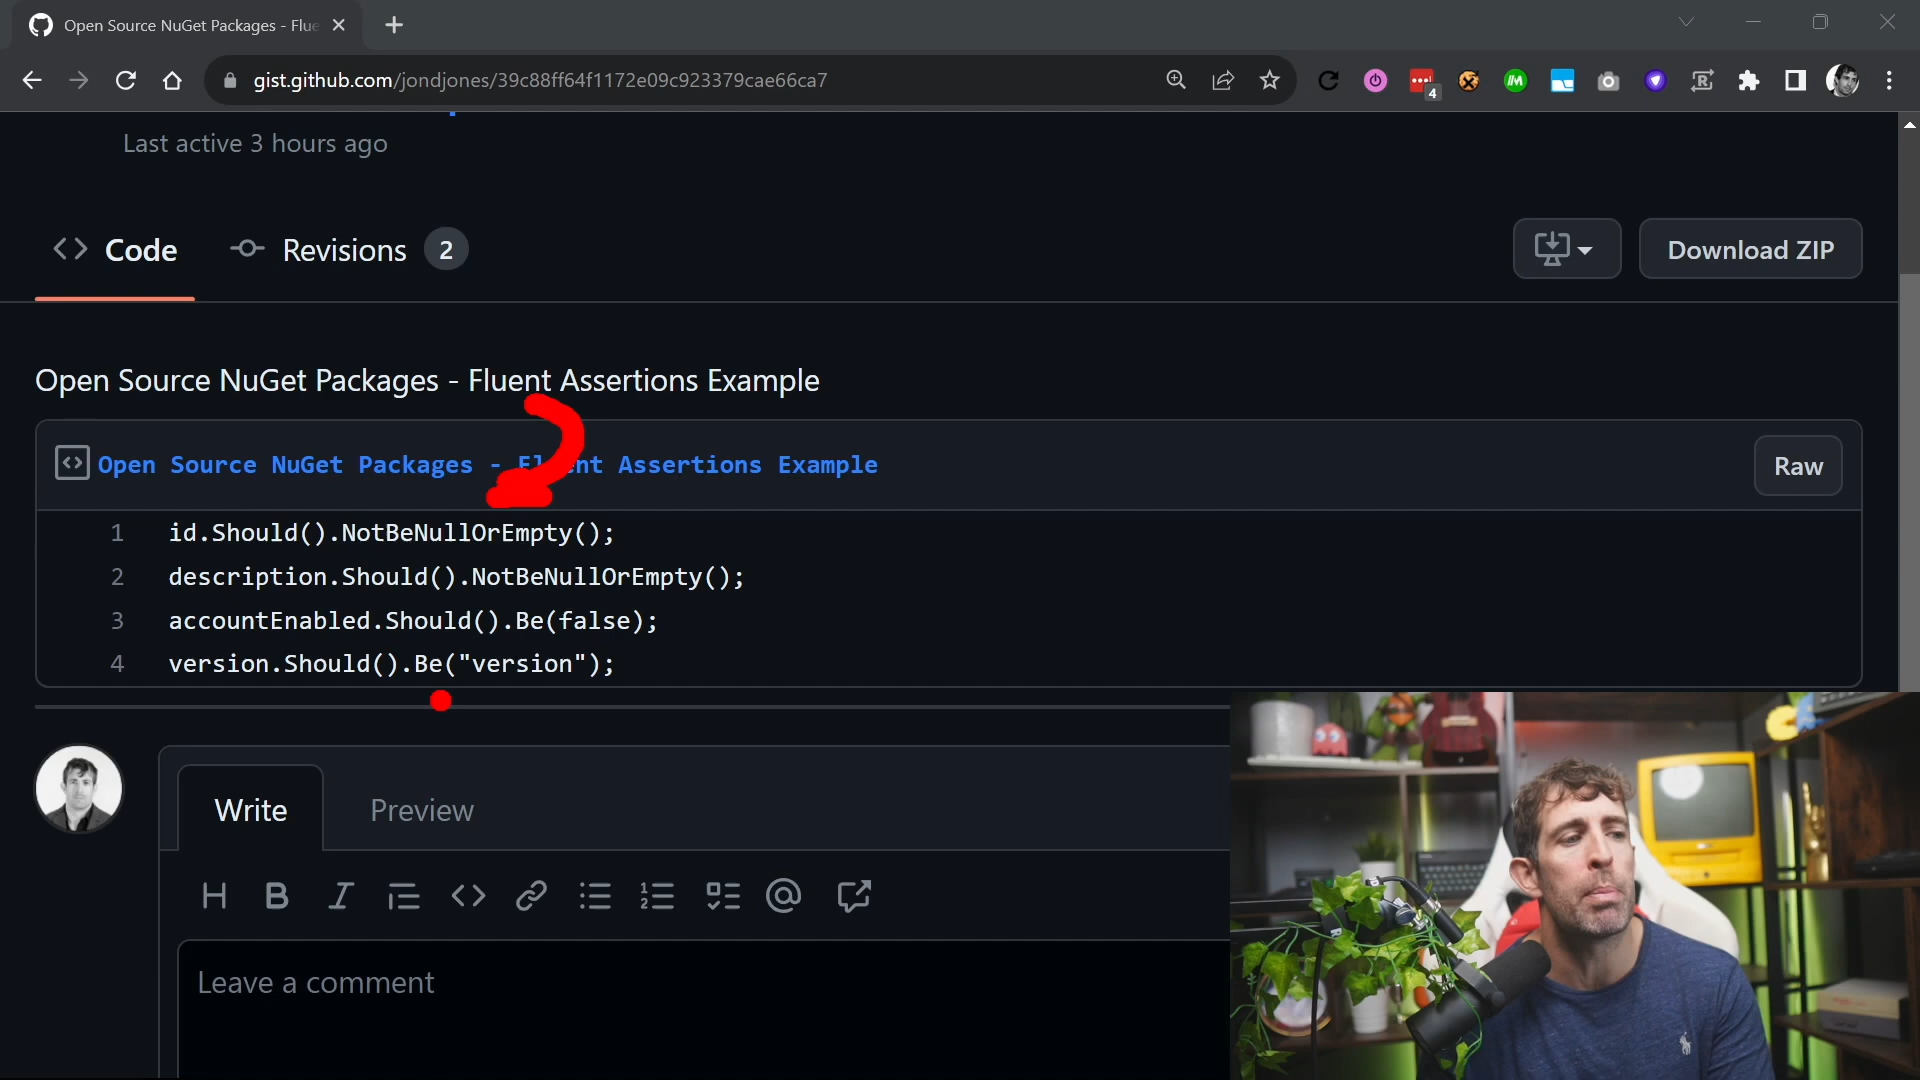 Open Source NuGet Packages - Flue
gist.github.com/jondjones/39c88ff64f1172e09c923379cae66ca7
4
Last active 3 hours ago
Code
Revisions 2
Download ZIP
Open Source NuGet Packages - Fluent Assertions Example
Open Source NuGet Packages - Fl nt Assertions Example
Raw
1 id.Should().NotBeNullOrEmpty();
2 description.Should().NotBeNullOrEmpty();
3 accountEnabled.Should().Be(false);
4 version.Should().Be("version");
Write
Preview
Leave a comment